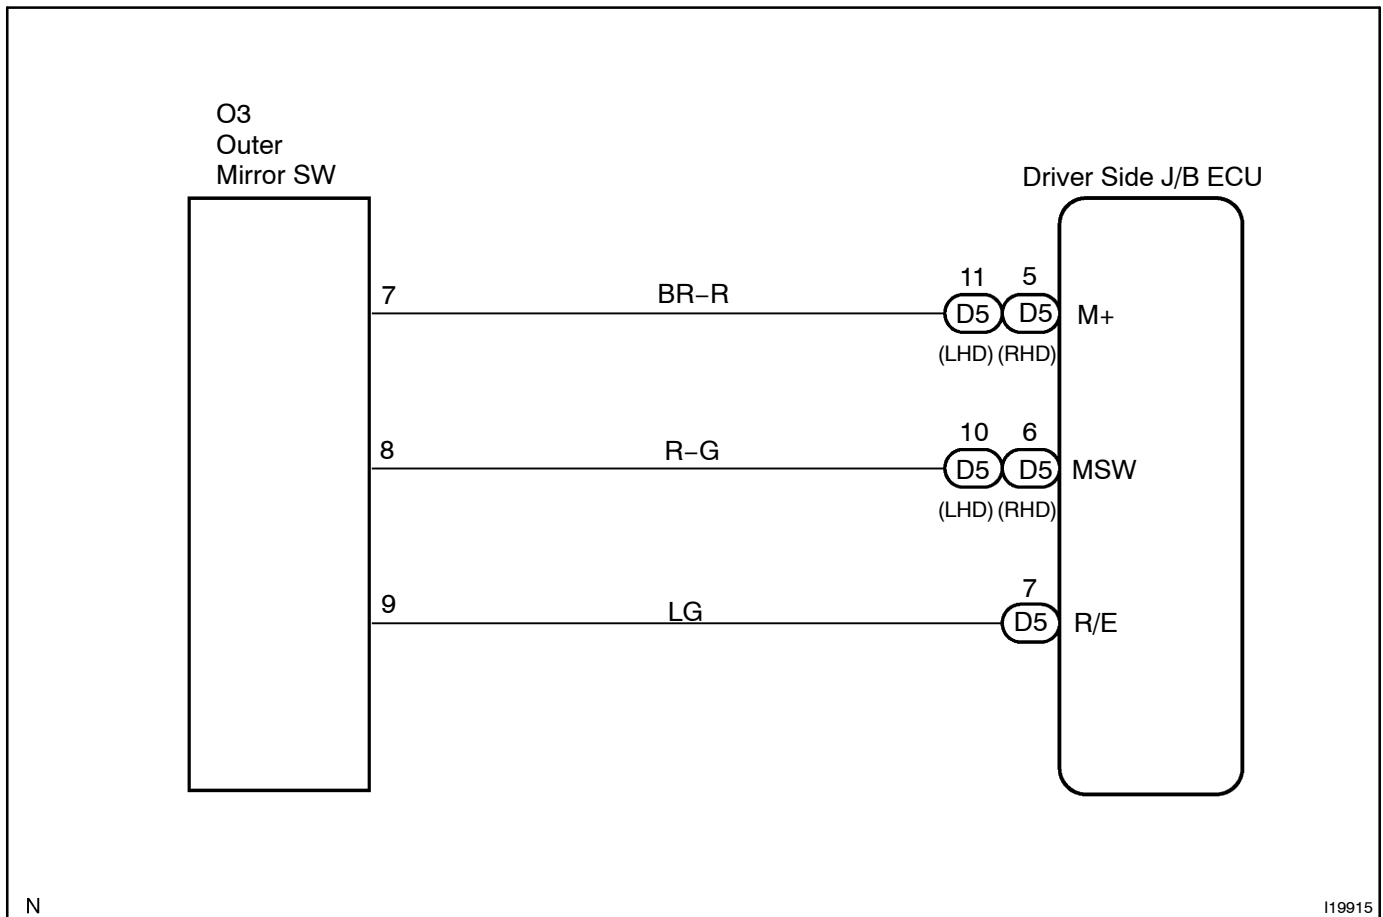 O3
Outer
Mirror SW
Driver Side J/B ECU
7
BR−R
11
5
D5
D5
M+
(LHD)
(RHD)
8
R−G
10
6
D5
D5
MSW
(LHD)
(RHD)
9
LG
7
D5
R/E
N
I19915